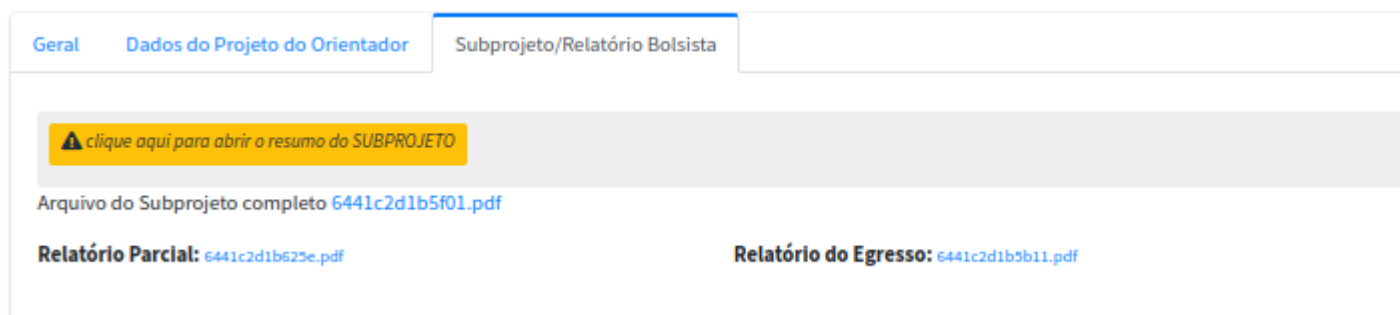 Geral Dados do Projeto do Orientador Subprojeto/Relatório Bolsista
clique aqui para abrir o resumo do SUBPROJETO
Arquivo do Subprojeto completo 6441c2d1b5f01.pdf
Relatório Parcial: 6441c2d1b625e.pdf Relatório do Egresso: 6441c2d1b5b11.pdf